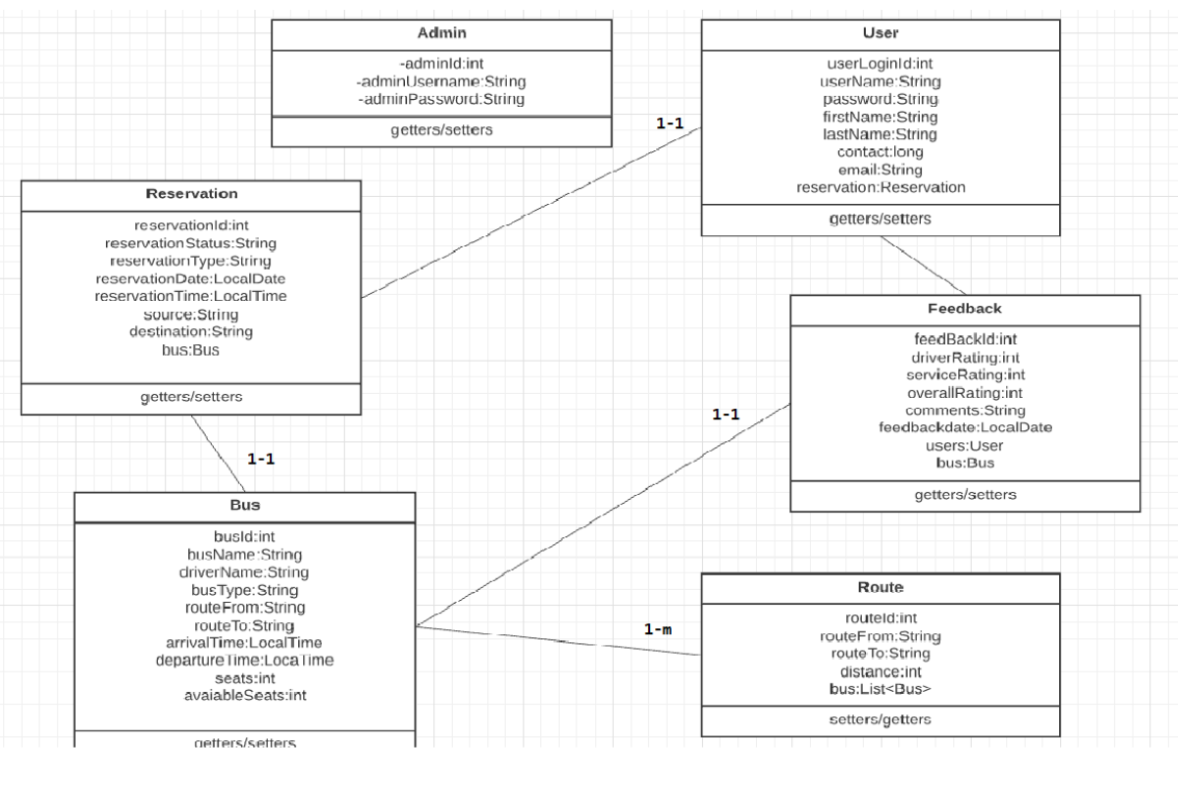 Admin
-adminId:int
-adminUsername:String
-adminPassword:String
getters/setters
User
userLoginId:int
userName:String
password:String
firstName:String
lastName:String
contact:long
email:String
reservation:Reservation
getters/setters
1-1
Reservation
reservationId:int
reservationStatus:String
reservationType:String
reservationDate:LocalDate
reservationTime:LocalTime
source:String
destination:String
bus:Bus
getters/setters
Feedback
feedBackId:int
driverRating:int
serviceRating:int
overallRating:int
comments:String
feedbackdate:LocalDate
users:User
bus:Bus
getters/setters
1-1
1-1
Bus
busId:int
busName:String
driverName:String
busType:String
routeFrom:String
routeTo:String
arrivalTime:LocalTime
departureTime:LocaTime
seats:int
avaiableSeats:int
getters/setters
1-m
Route
routeId:int
routeFrom:String
routeTo:String
distance:int
bus:List<Bus>
setters/getters